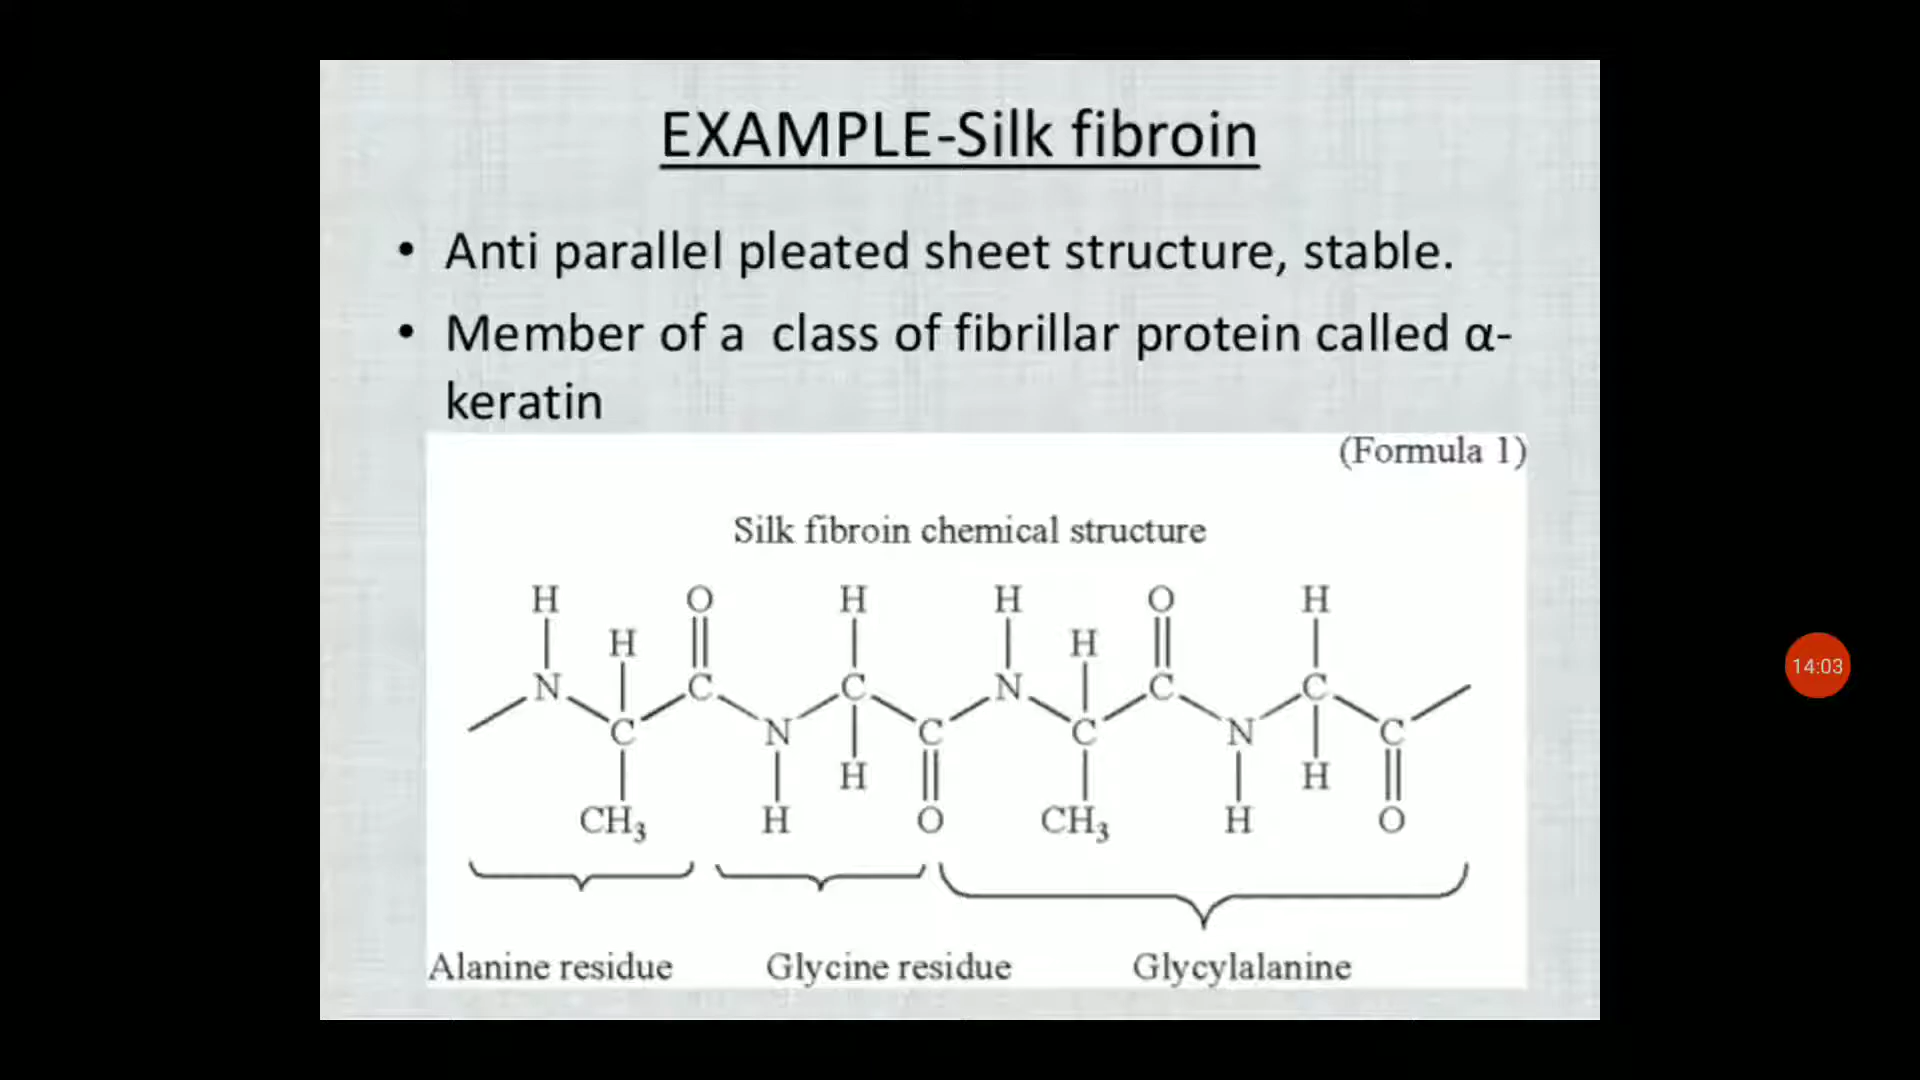 EXAMPLE-Silk fibroin
• Anti parallel pleated sheet structure, stable.
• Member of a class of fibrillar protein called α-
keratin
(Formula 1)
Silk fibroin chemical structure
H O H H O H
H H
N C C N C
C N C C N C
H H
CH₃ H O CH₃ H O
Alanine residue Glycine residue Glycylalanine
14:03